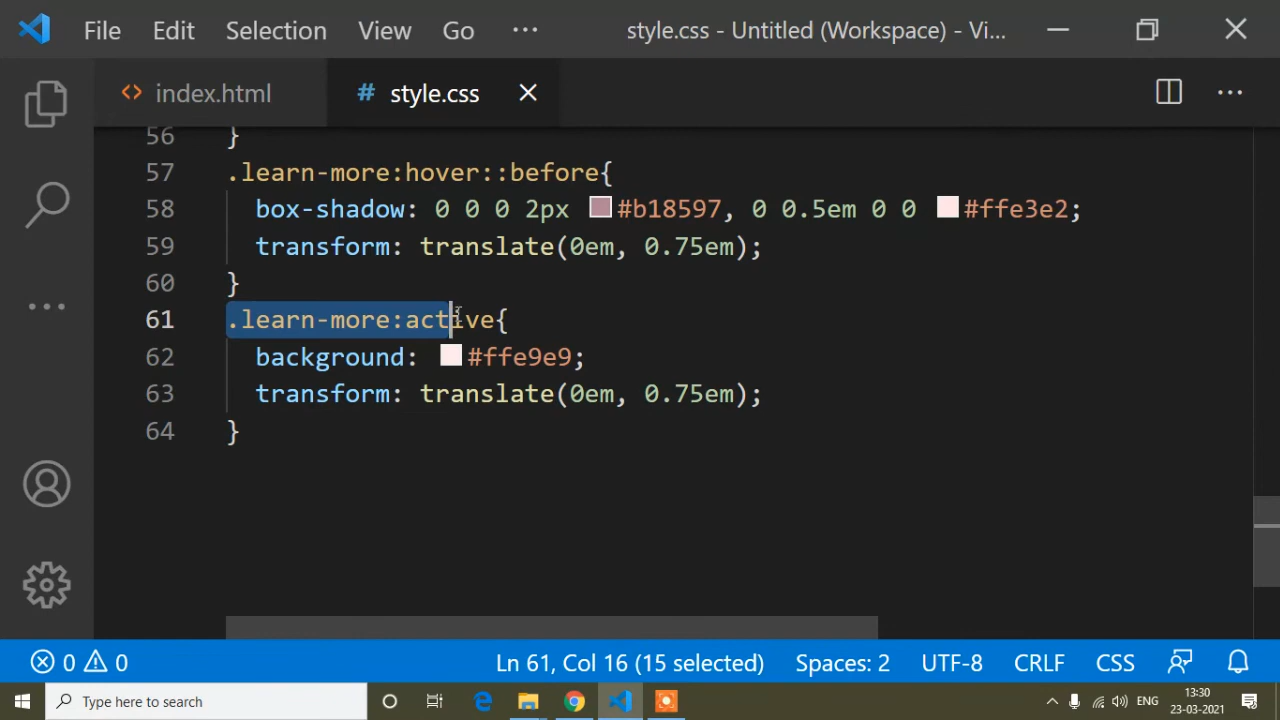 File Edit Selection View Go ··· style.css - Untitled (Workspace) - Vi...
<> index.html # style.css ···
56 }
57 .learn-more:hover::before{
58 box-shadow: 0 0 0 2px #b18597, 0 0.5em 0 0 #ffe3e2;
59 transform: translate(0em, 0.75em);
60 }
61 .learn-more:active{
62 background: #ffe9e9;
63 transform: translate(0em, 0.75em);
64 }
0 0 Ln 61, Col 16 (15 selected) Spaces: 2 UTF-8 CRLF CSS
Type here to search ENG 13:30
23-03-2021